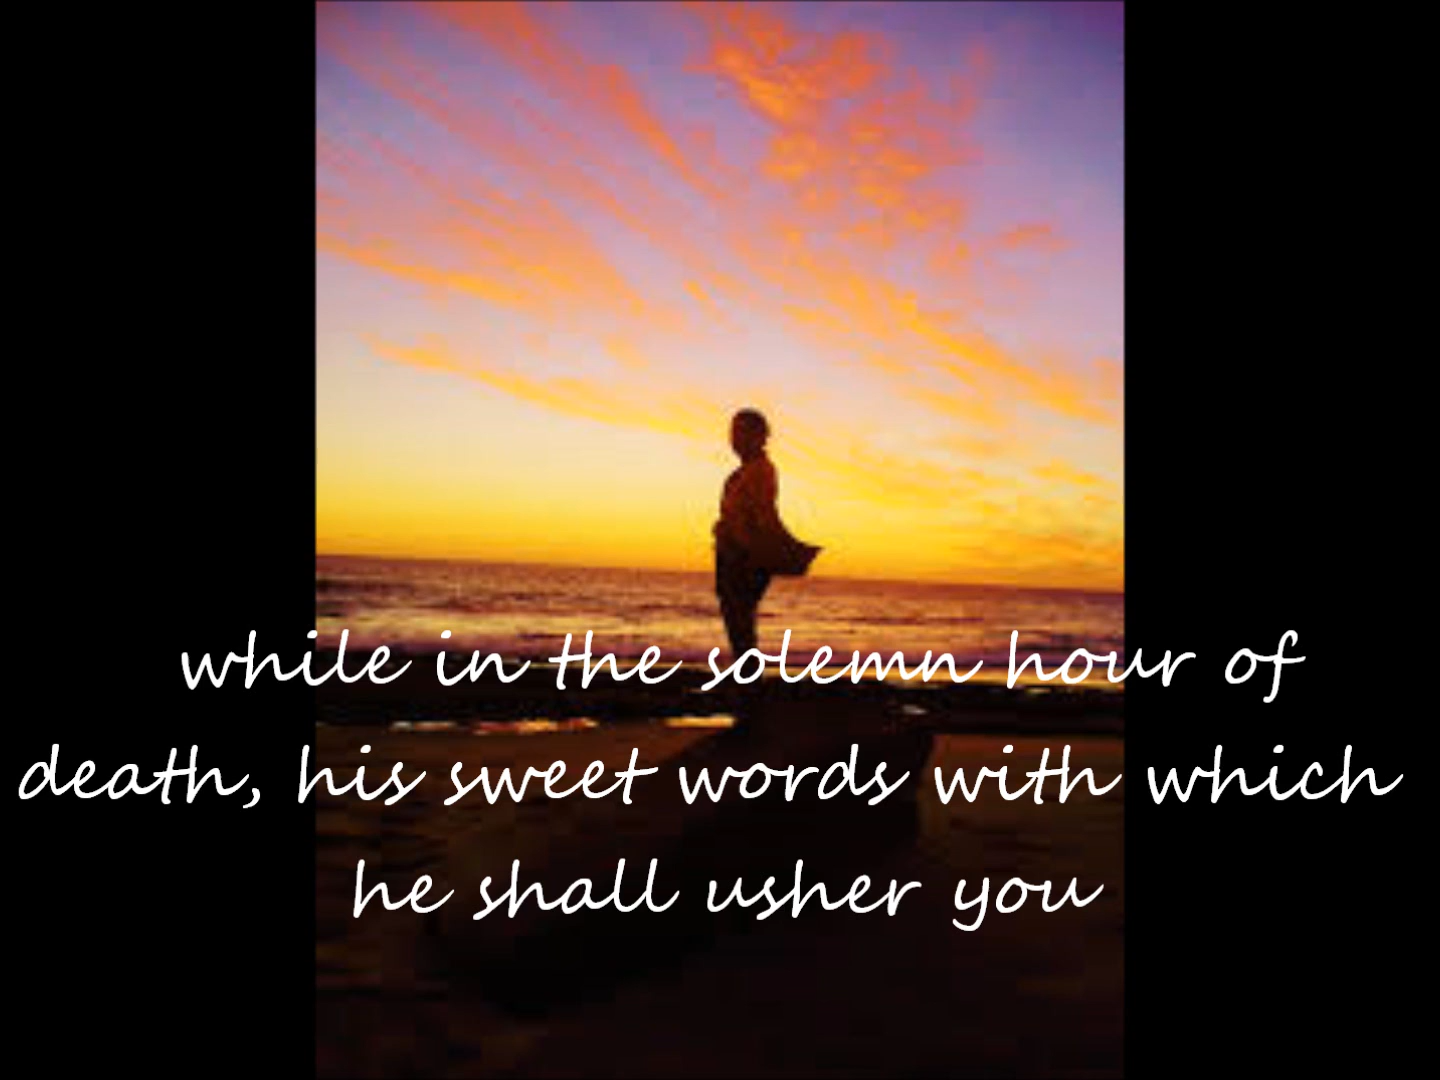 while in the solemn hour of
death, his sweet words with which
he shall usher you